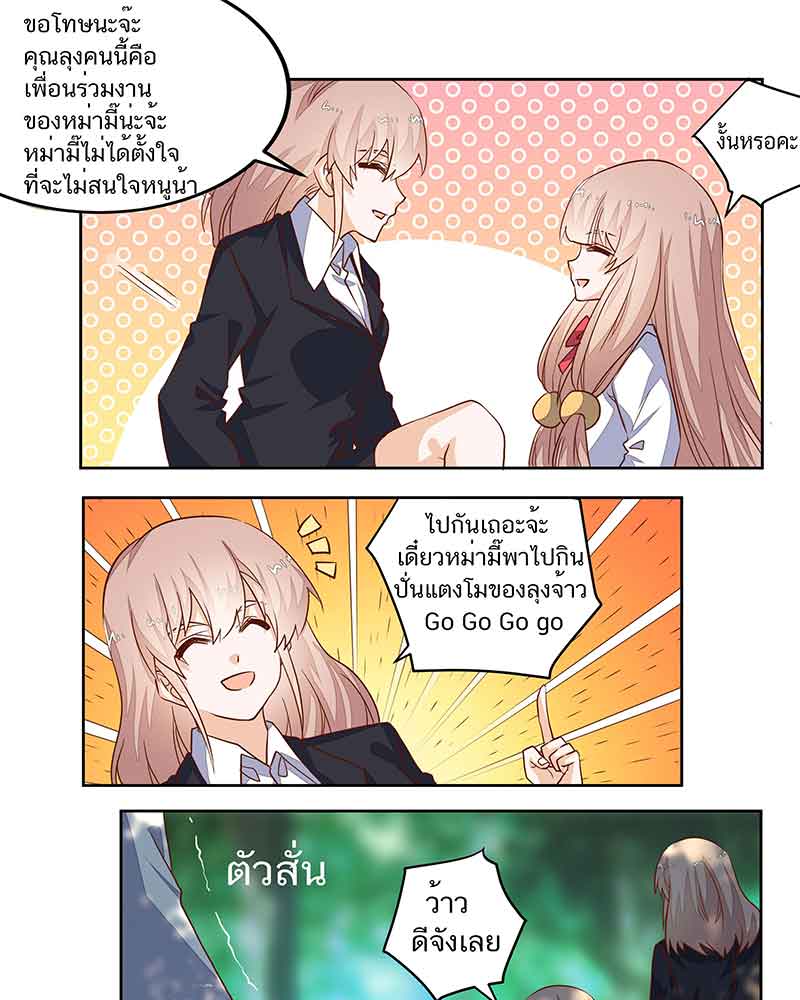 ขอโทษนะจ๊ะ
คุณลุงคนนี้คือ
เพื่อนร่วมงาน
ของหม่ามี๊น่ะจ้ะ
หม่ามี๊ไม่ได้ตั้งใจ
ที่จะไม่สนใจหนูน้า
งั้นหรอคะ
ไปกันเถอะจ้ะ
เดี๋ยวหม่ามี๊พาไปกิน
ปั่นแตงโมของลุงจ้าว
Go Go Go go
ตัวสั่น
ว้าว
ดีจังเลย